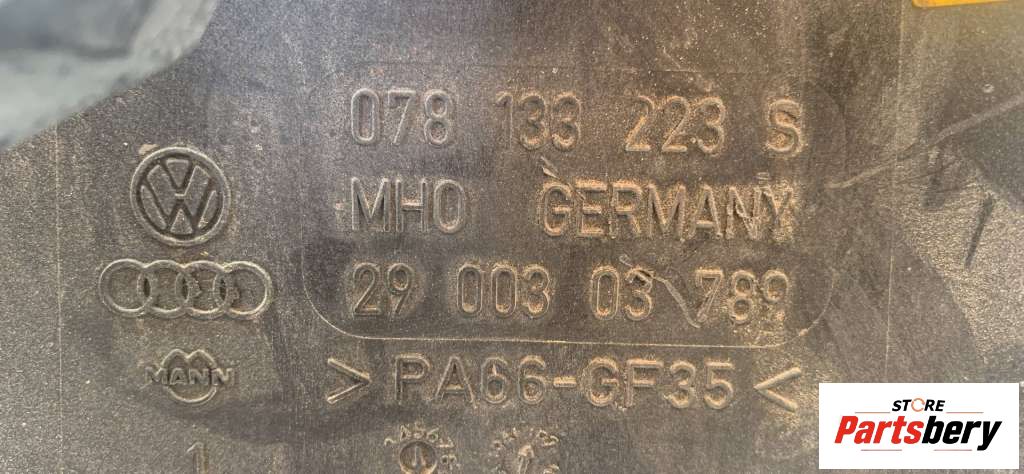 078 133 223 S
MHO GERMANY
29 003 03 789
MANN
>PA66-GF35<
1
STORE
Partsbery